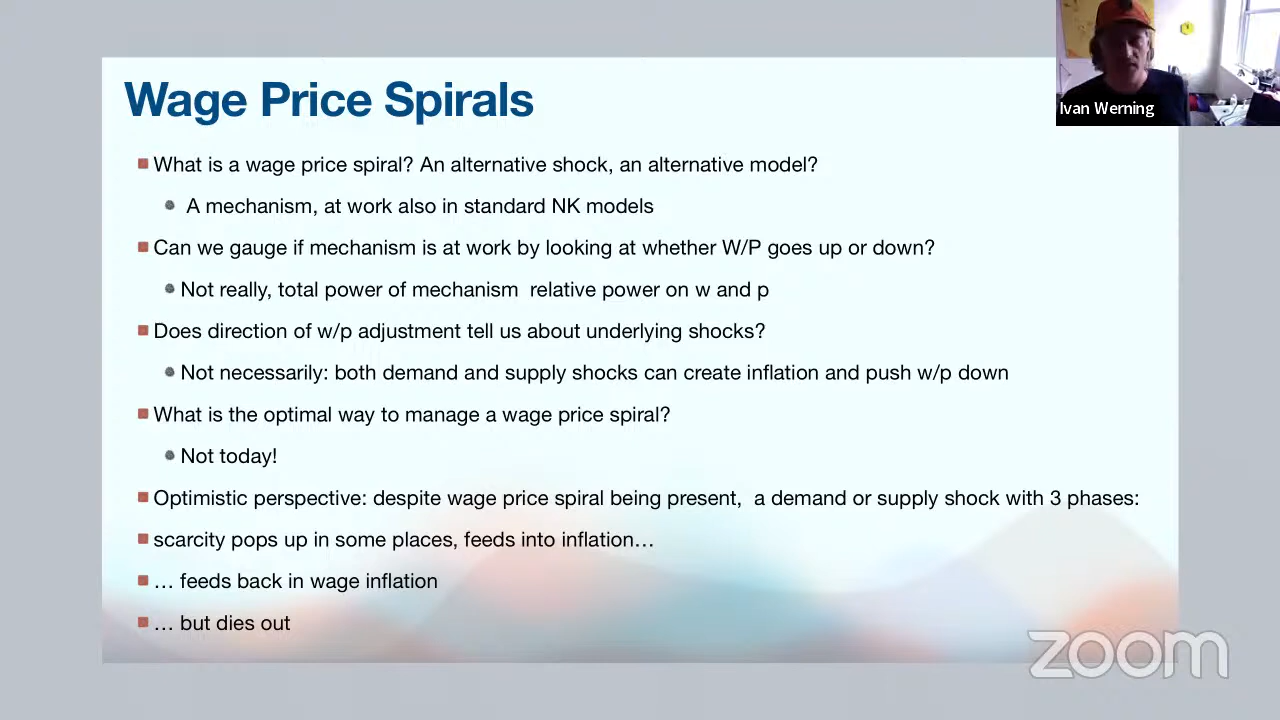 Wage Price Spirals
What is a wage price spiral? An alternative shock, an alternative model?
A mechanism, at work also in standard NK models
Can we gauge if mechanism is at work by looking at whether W/P goes up or down?
Not really, total power of mechanism relative power on w and p
Does direction of w/p adjustment tell us about underlying shocks?
Not necessarily: both demand and supply shocks can create inflation and push w/p down
What is the optimal way to manage a wage price spiral?
Not today!
Optimistic perspective: despite wage price spiral being present, a demand or supply shock with 3 phases:
scarcity pops up in some places, feeds into inflation…
… feeds back in wage inflation
… but dies out
Ivan Werning
zoom